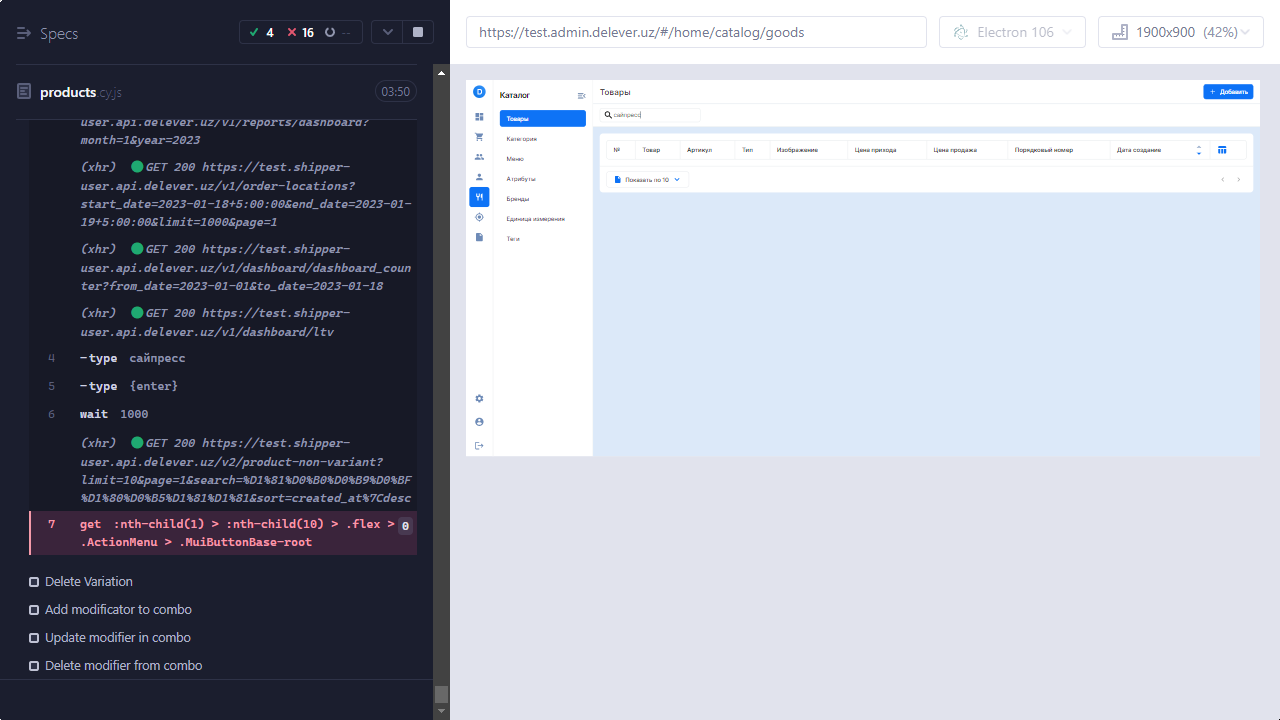 Specs
4
16
--
products.cy.js
03:50
user.api.delever.uz/v1/reports/dashboard?
month=1&year=2023
(xhr) GET 200 https://test.shipper-
user.api.delever.uz/v1/order-locations?
start_date=2023-01-18+5:00:00&end_date=2023-01-
19+5:00:00&limit=1000&page=1
(xhr) GET 200 https://test.shipper-
user.api.delever.uz/v1/dashboard/dashboard_coun
ter?from_date=2023-01-01&to_date=2023-01-18
(xhr) GET 200 https://test.shipper-
user.api.delever.uz/v1/dashboard/ltv
4 -type сайпресс
5 -type {enter}
6 wait 1000
(xhr) GET 200 https://test.shipper-
user.api.delever.uz/v2/product-non-variant?
limit=10&page=1&search=%D1%81%D0%B0%D0%B9%D0%BF
%D1%80%D0%B5%D1%81%D1%81&sort=created_at%7Cdesc
7 get :nth-child(1) > :nth-child(10) > .flex > 0
.ActionMenu > .MuiButtonBase-root
Delete Variation
Add modificator to combo
Update modifier in combo
Delete modifier from combo
https://test.admin.delever.uz/#/home/catalog/goods
Electron 106
1900x900 (42%)
D
Каталог
Товары
Категория
Меню
Атрибуты
Бренды
Единица измерения
Теги
Товары
+ Добавить
сайпресс
№ Товар Артикул Тип Изображение Цена прихода Цена продажа Порядковый номер Дата создание
Показать по 10